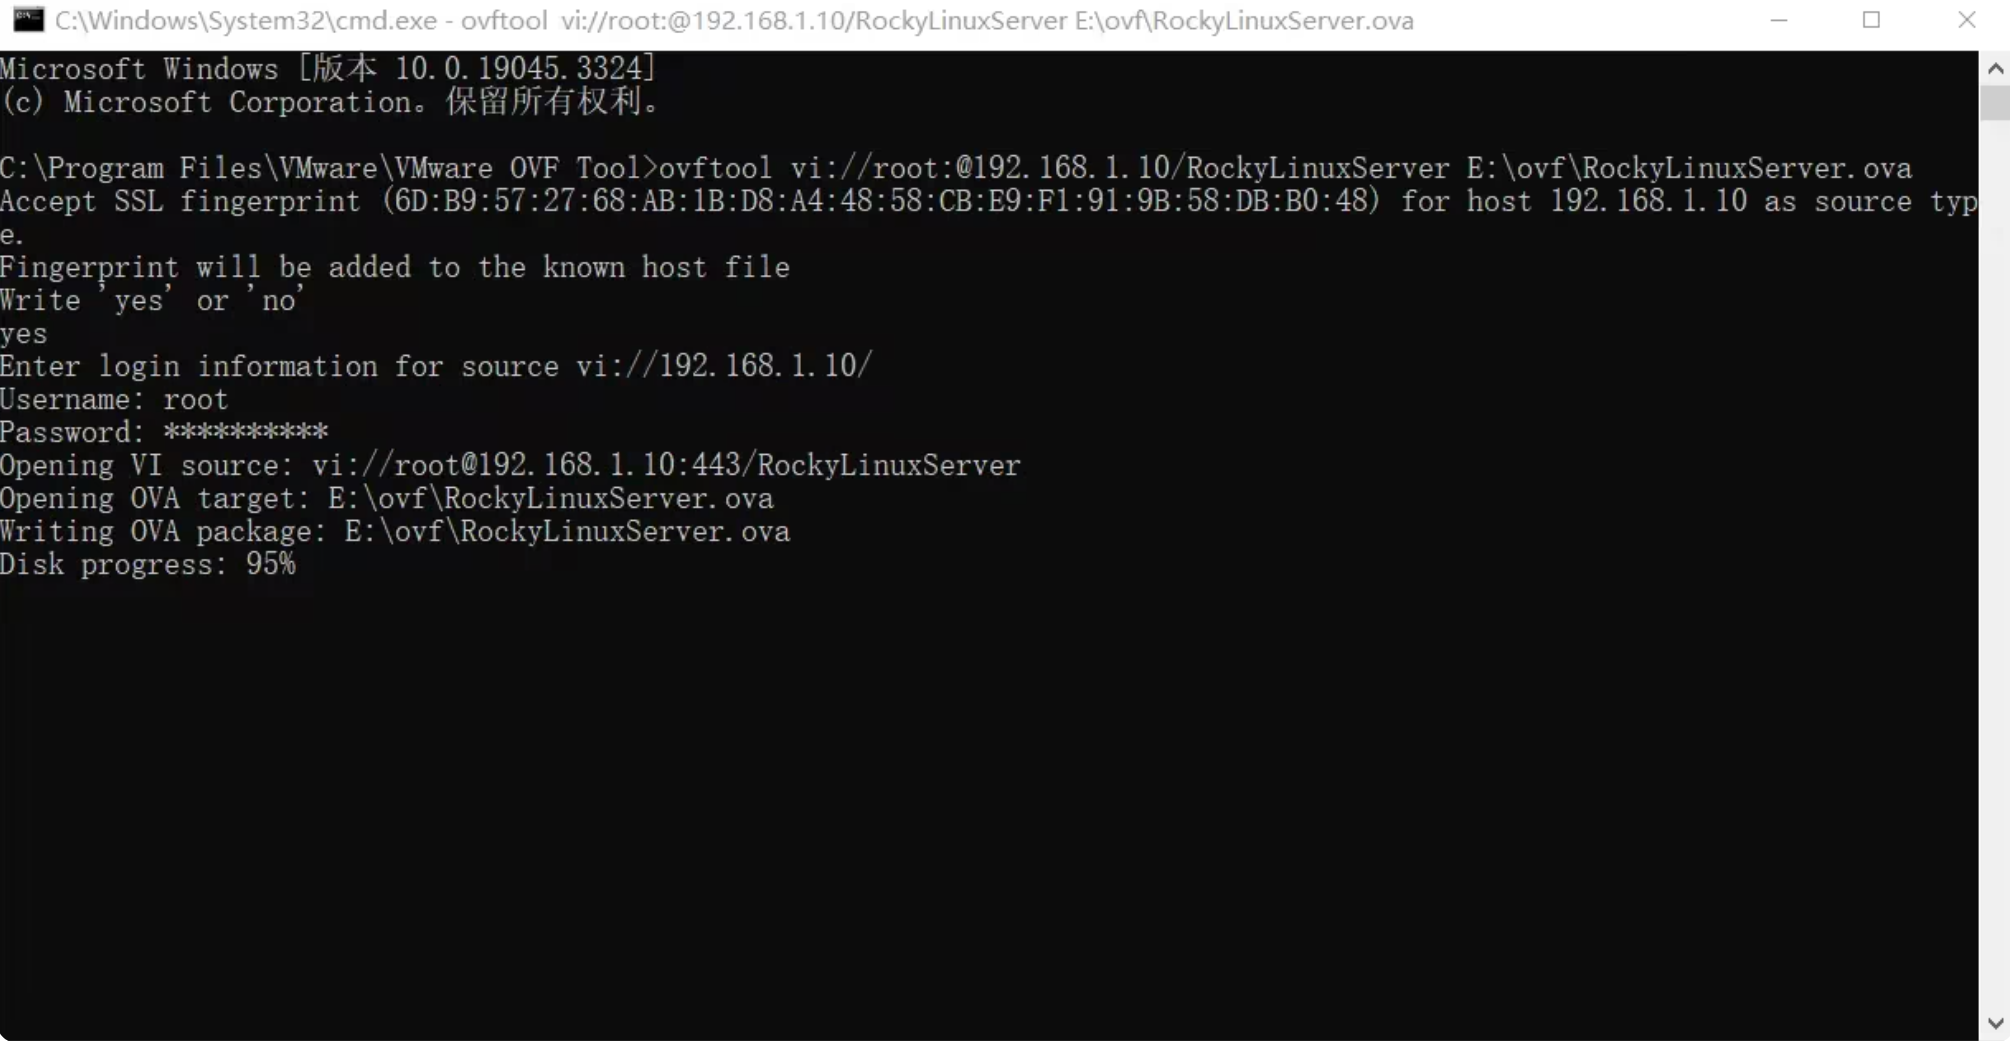 C:\Windows\System32\cmd.exe - ovftool  vi://root:@192.168.1.10/RockyLinuxServer E:\ovf\RockyLinuxServer.ova
Microsoft Windows [版本 10.0.19045.3324]
(c) Microsoft Corporation。保留所有权利。
C:\Program Files\VMware\VMware OVF Tool>ovftool vi://root:@192.168.1.10/RockyLinuxServer E:\ovf\RockyLinuxServer.ova
Accept SSL fingerprint (6D:B9:57:27:68:AB:1B:D8:A4:48:58:CB:E9:F1:91:9B:58:DB:B0:48) for host 192.168.1.10 as source typ
e.
Fingerprint will be added to the known host file
Write 'yes' or 'no'
yes
Enter login information for source vi://192.168.1.10/
Username: root
Password: **********
Opening VI source: vi://root@192.168.1.10:443/RockyLinuxServer
Opening OVA target: E:\ovf\RockyLinuxServer.ova
Writing OVA package: E:\ovf\RockyLinuxServer.ova
Disk progress: 95%